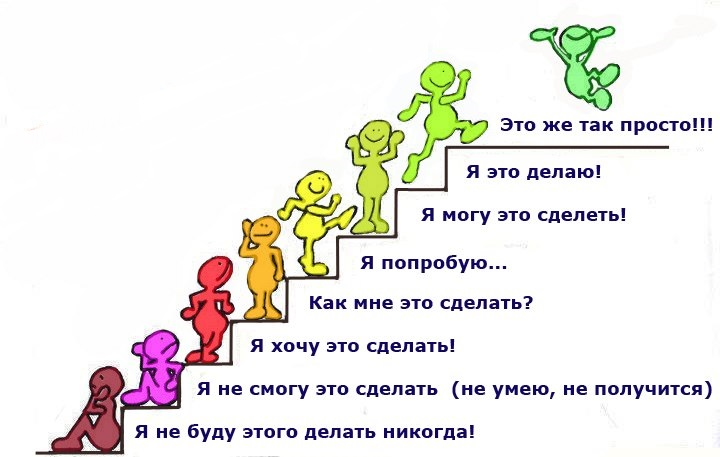 Это же так просто!!!
Я это делаю!
Я могу это сделеть!
Я попробую...
Как мне это сделать?
Я хочу это сделать!
Я не смогу это сделать (не умею, не получится)
Я не буду этого делать никогда!